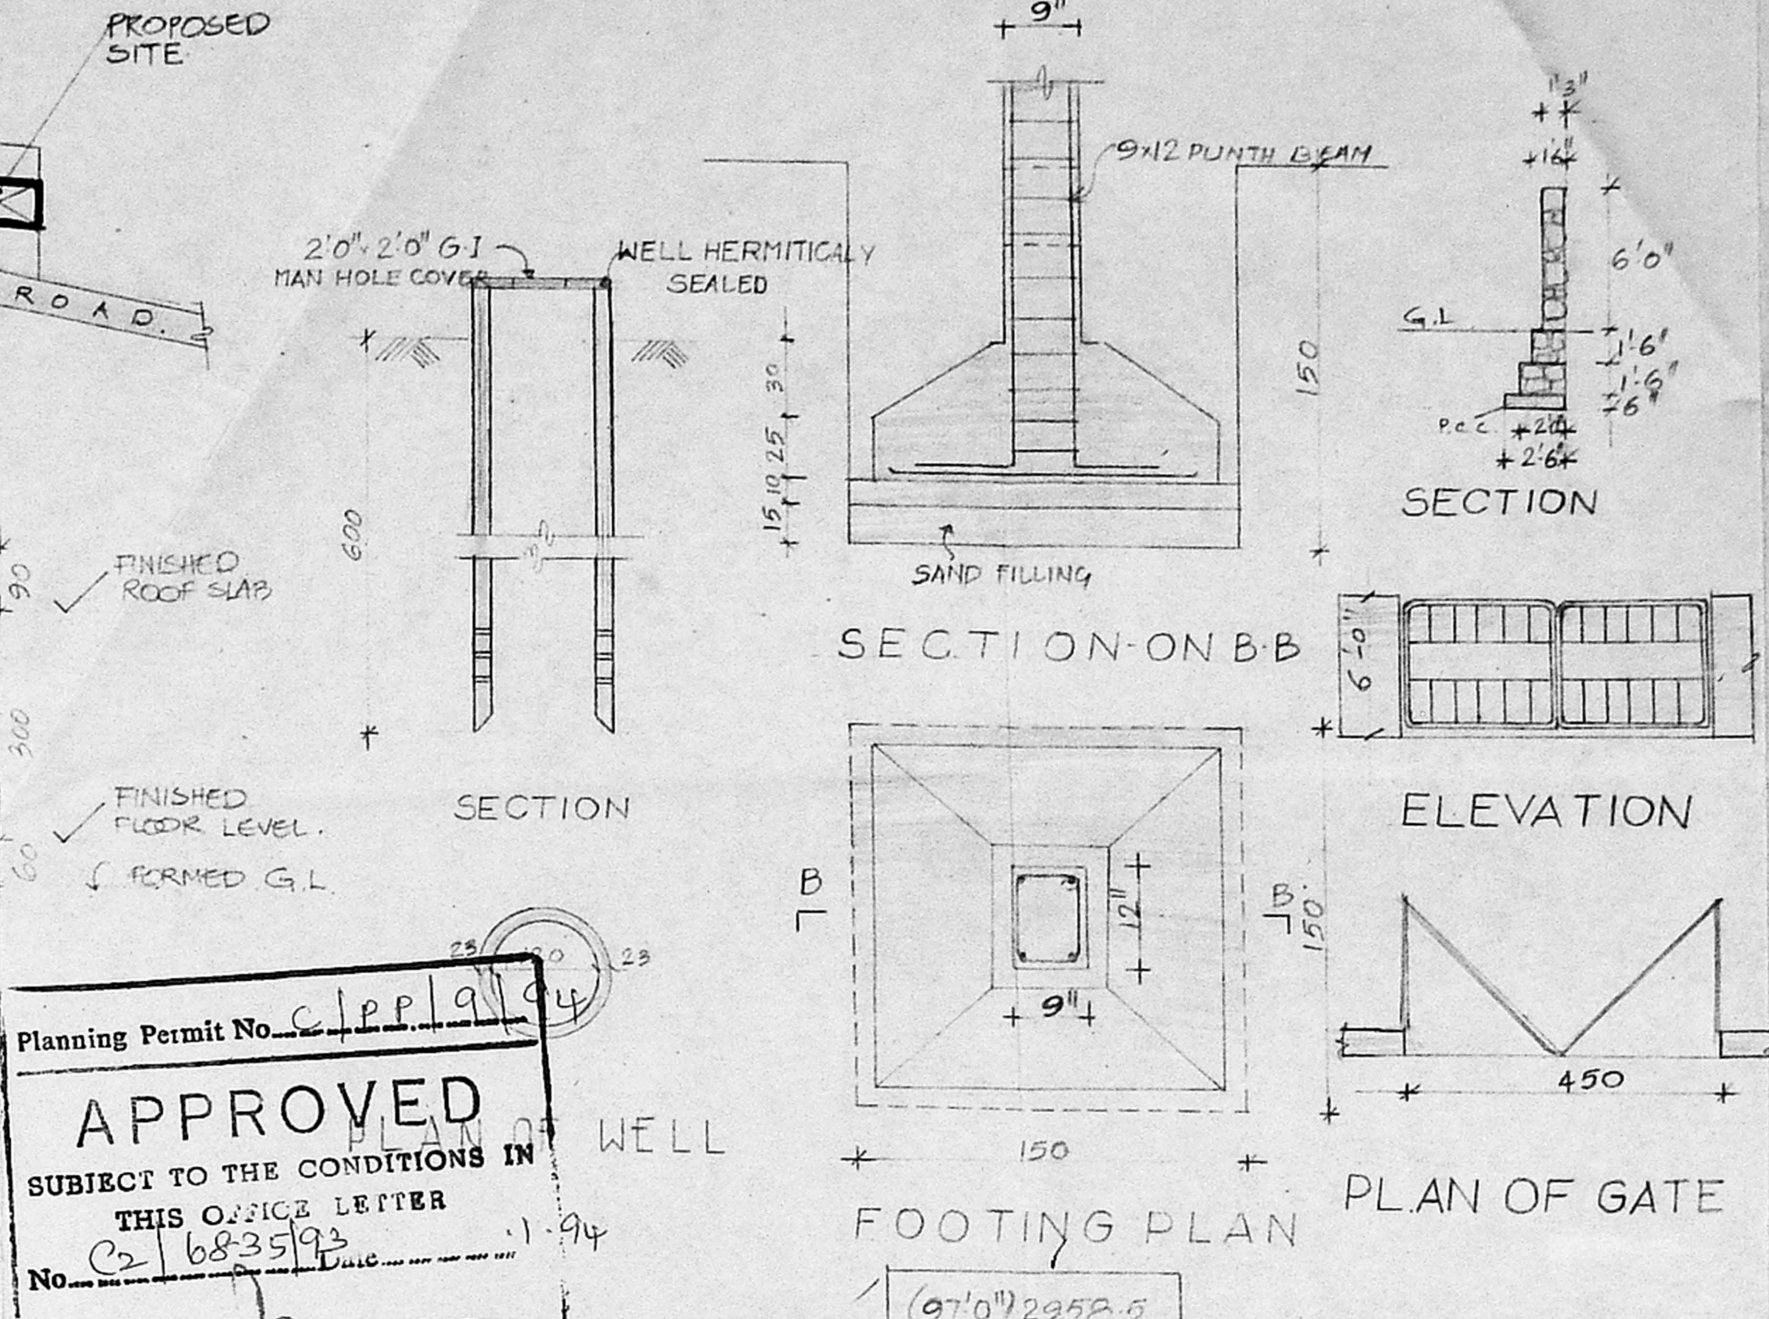 PROPOSED
SITE
ROAD.
2'0"x2'0" G.I
MAN HOLE COVER
WELL HERMITICALY
SEALED
600
SECTION
90
FINISHED
ROOF SLAB
300
FINISHED
FLOOR LEVEL.
60
FORMED G.L.
23
23
PLAN OF WELL
Planning Permit No. C/PP/9/94
APPROVED
SUBJECT TO THE CONDITIONS IN
THIS OFFICE LETTER
No. C2/6835/93 Date .1.94
9"
9x12 PLINTH BEAM
30
25
10
15
150
SAND FILLING
SECTION-ON B-B
B
B
12"
9"
150
150
FOOTING PLAN
(97'0") 2958.5
1'3"
1'6"
6'0"
G.L
1'-6"
1'-6"
6"
P.C.C.
2'6"
SECTION
6'-0"
ELEVATION
450
PLAN OF GATE